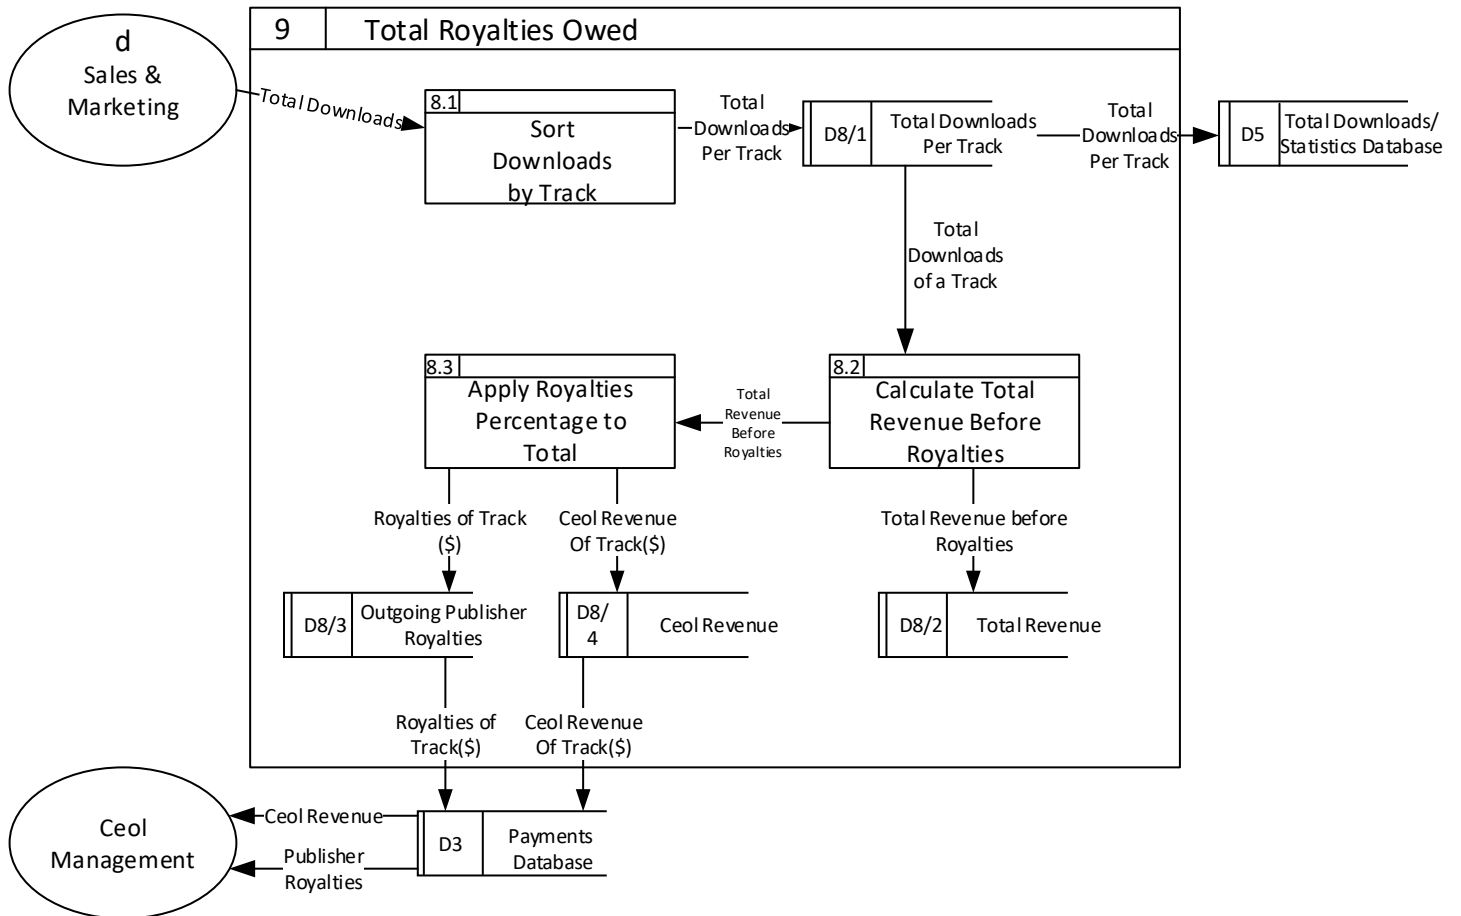 9
Total Royalties Owed
d
Sales &
Marketing
Total Downloads
8.1
Sort
Downloads
by Track
Total
Downloads
Per Track
D8/1
Total Downloads
Per Track
Total
Downloads
Per Track
D5
Total Downloads/
Statistics Database
Total
Downloads
of a Track
8.3
Apply Royalties
Percentage to
Total
Total
Revenue
Before
Royalties
8.2
Calculate Total
Revenue Before
Royalties
Royalties of Track
($)
Ceol Revenue
Of Track($)
Total Revenue before
Royalties
D8/3
Outgoing Publisher
Royalties
D8/
4
Ceol Revenue
D8/2
Total Revenue
Royalties of
Track($)
Ceol Revenue
Of Track($)
Ceol
Management
Ceol Revenue
Publisher
Royalties
D3
Payments
Database